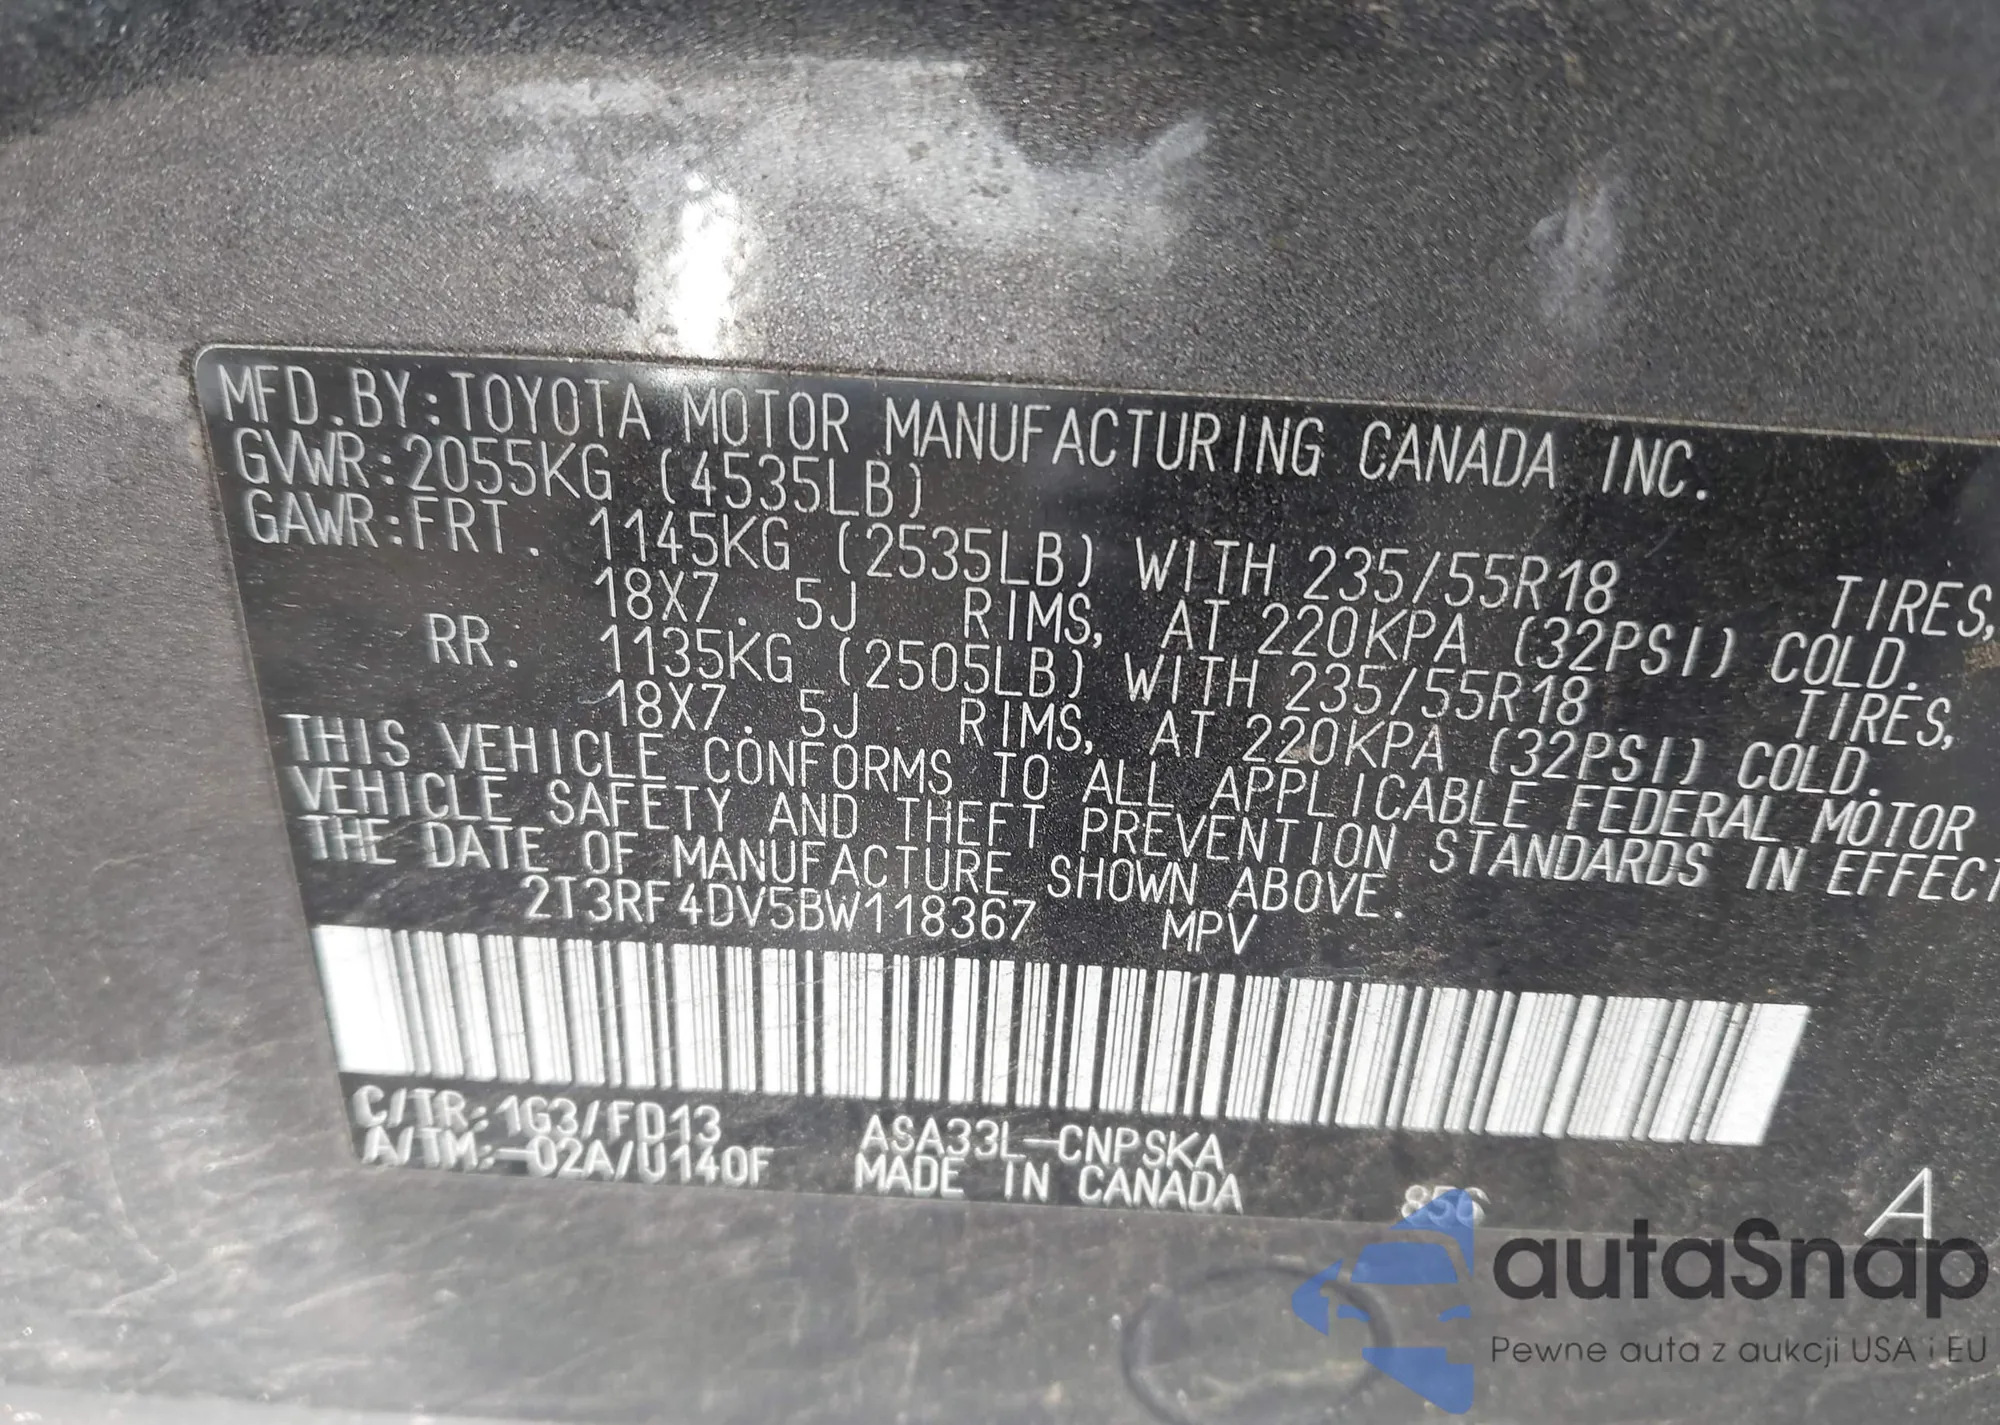 MFD.BY:TOYOTA MOTOR MANUFACTURING CANADA INC.
GVWR:2055KG (4535LB)
GAWR:FRT. 1145KG (2535LB) WITH 235/55R18 TIRES,
18X7. 5J RIMS, AT 220KPA (32PSI) COLD.
RR. 1135KG (2505LB) WITH 235/55R18 TIRES,
18X7. 5J RIMS, AT 220KPA (32PSI) COLD.
THIS VEHICLE CONFORMS TO ALL APPLICABLE FEDERAL MOTOR
VEHICLE SAFETY AND THEFT PREVENTION STANDARDS IN EFFECT
THE DATE OF MANUFACTURE SHOWN ABOVE.
2T3RF4DV5BW118367 MPV
C/TR:1G3/FD13 ASA33L-CNPSKA
A/TM:-02A/U140F MADE IN CANADA
856 A
autaSnap
Pewne auta z aukcji USA i EU